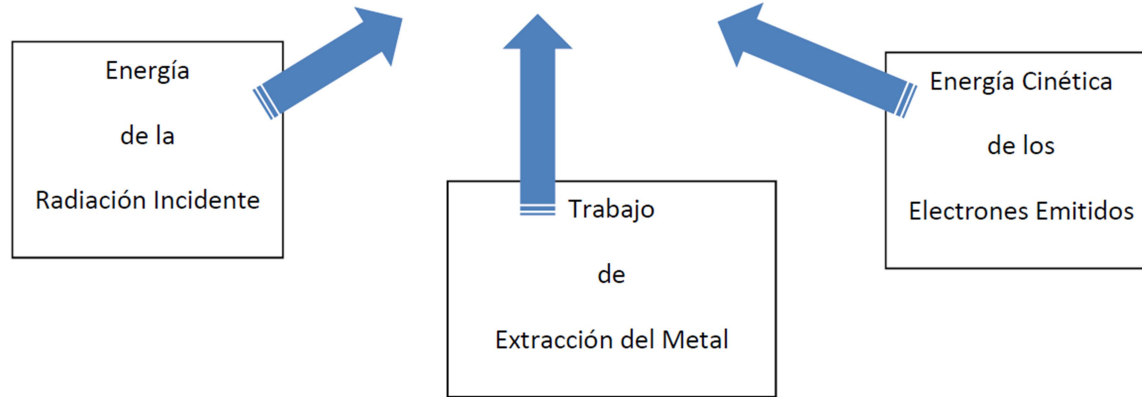 Energía
de la
Radiación Incidente
Trabajo
de
Extracción del Metal
Energía Cinética
de los
Electrones Emitidos